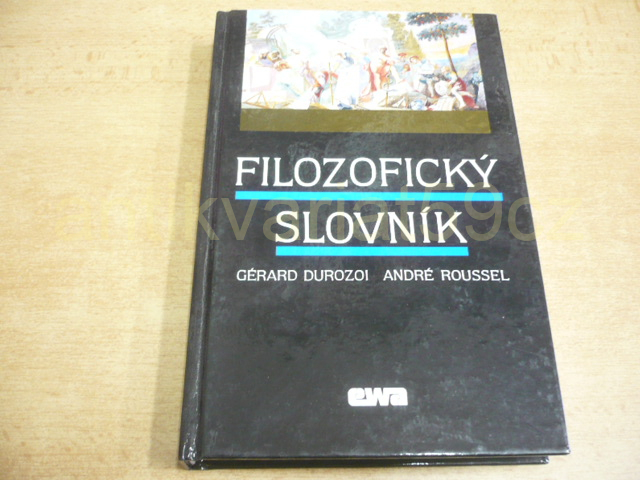 FILOZOFICKÝ
SLOVNÍK
GÉRARD DUROZOI ANDRÉ ROUSSEL
ewa